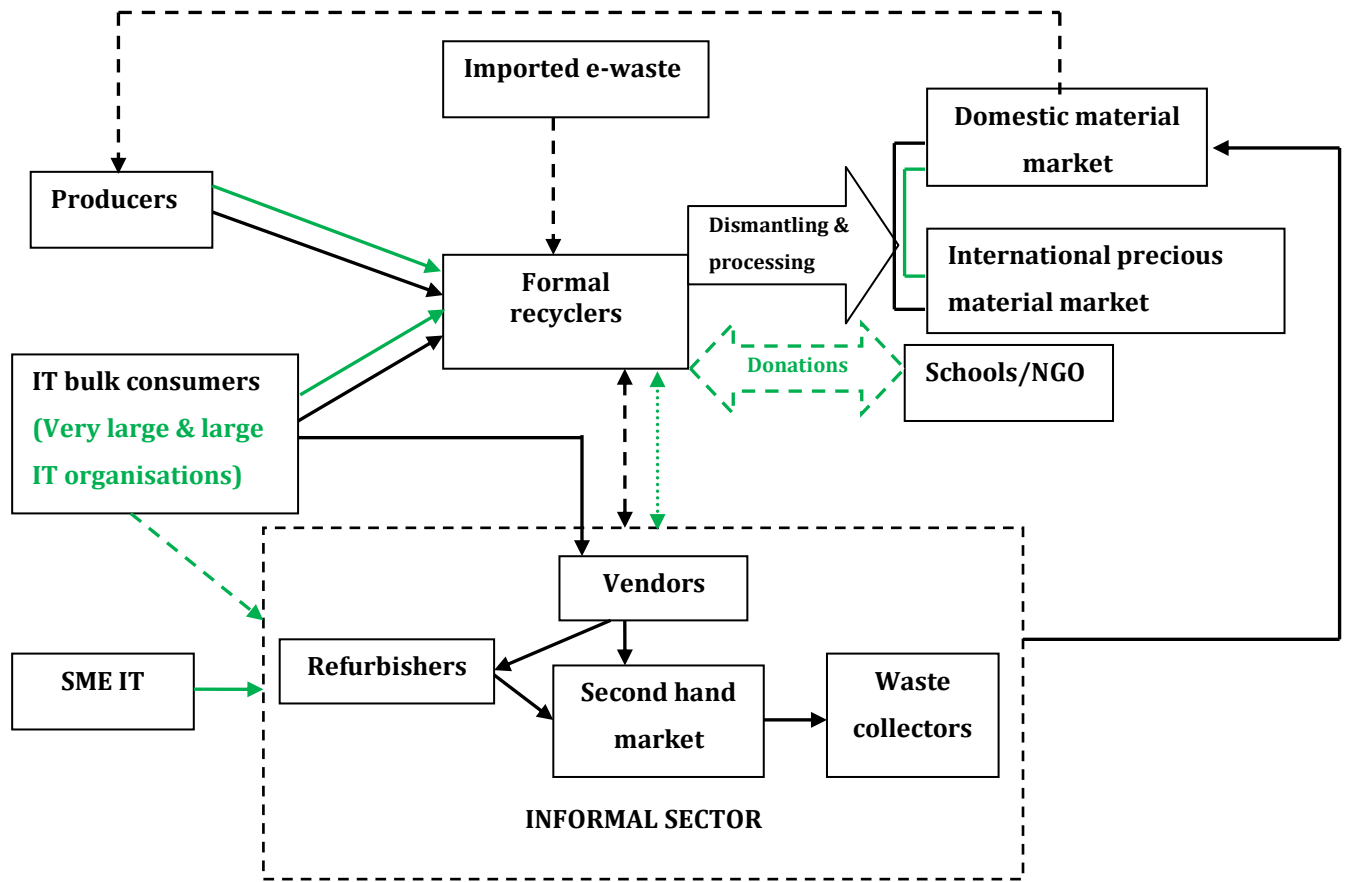 Imported e-waste
Domestic material
market
Producers
Dismantling &
processing
Formal
recyclers
International precious
material market
IT bulk consumers
(Very large & large
IT organisations)
Donations
Schools/NGO
Vendors
Refurbishers
SME IT
Second hand
market
Waste
collectors
INFORMAL SECTOR